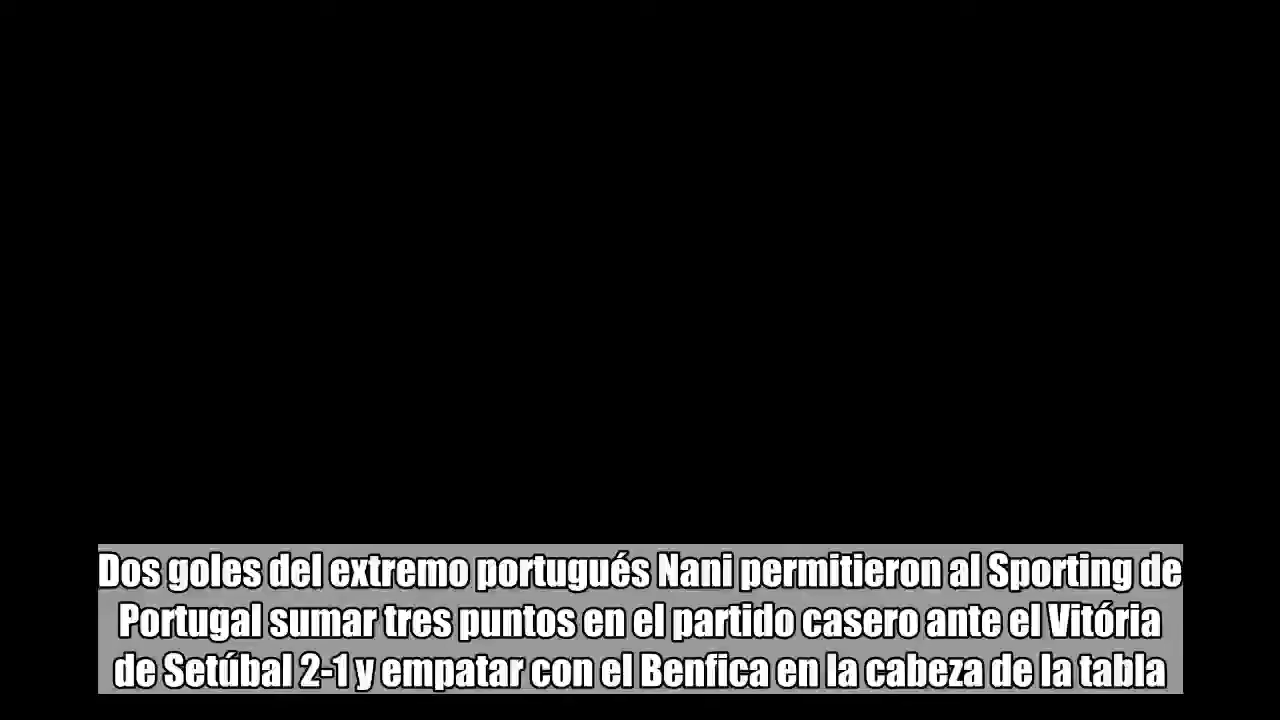 Dos goles del extremo portugués Nani permitieron al Sporting de
Portugal sumar tres puntos en el partido casero ante el Vitória
de Setúbal 2-1 y empatar con el Benfica en la cabeza de la tabla